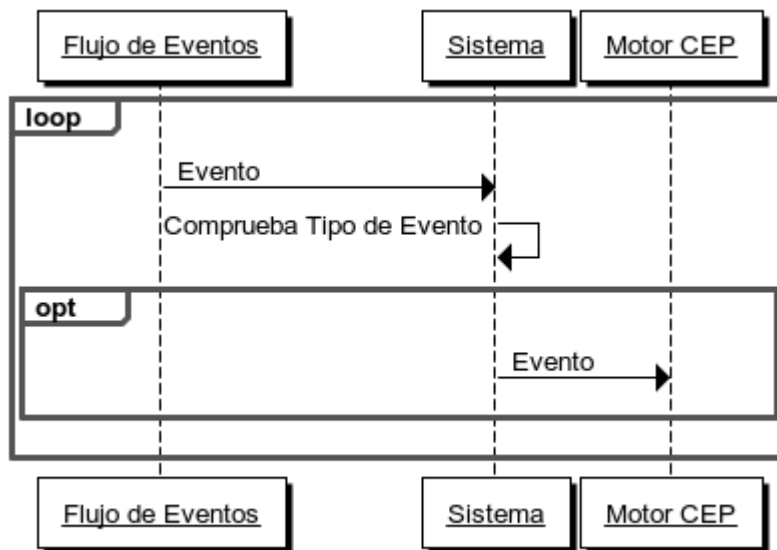 Flujo de Eventos
Sistema
Motor CEP
loop
Evento
Comprueba Tipo de Evento
opt
Evento
Flujo de Eventos
Sistema
Motor CEP